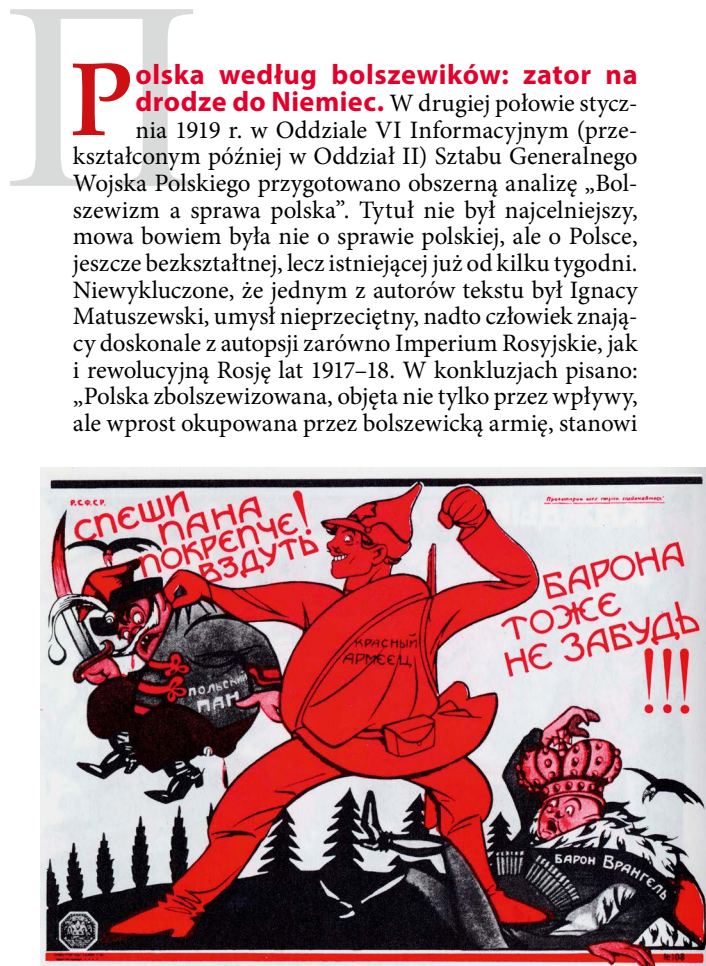 Polska według bolszewików: zator na
drodze do Niemiec. W drugiej połowie stycz-
nia 1919 r. w Oddziale VI Informacyjnym (prze-
kształconym później w Oddział II) Sztabu Generalnego
Wojska Polskiego przygotowano obszerną analizę „Bol-
szewizm a sprawa polska”. Tytuł nie był najcelniejszy,
mowa bowiem była nie o sprawie polskiej, ale o Polsce,
jeszcze bezkształtnej, lecz istniejącej już od kilku tygodni.
Niewykluczone, że jednym z autorów tekstu był Ignacy
Matuszewski, umysł nieprzeciętny, nadto człowiek znają-
cy doskonale z autopsji zarówno Imperium Rosyjskie, jak
i rewolucyjną Rosję lat 1917–18. W konkluzjach pisano:
„Polska zbolszewizowana, objęta nie tylko przez wpływy,
ale wprost okupowana przez bolszewicką armię, stanowi
Р.С.Ф.С.Р.
СПЕШИ
ПАНА
ПОКРЕПЧЕ!
ВЗДУТЬ
БАРОНА
ТОЖЕ
НЕ ЗАБУДЬ
!!!
КРАСНЫЙ
АРМЕЕЦ
ПОЛЬСКИЙ
ПАН
БАРОН ВРАНГЕЛЬ
№ 108